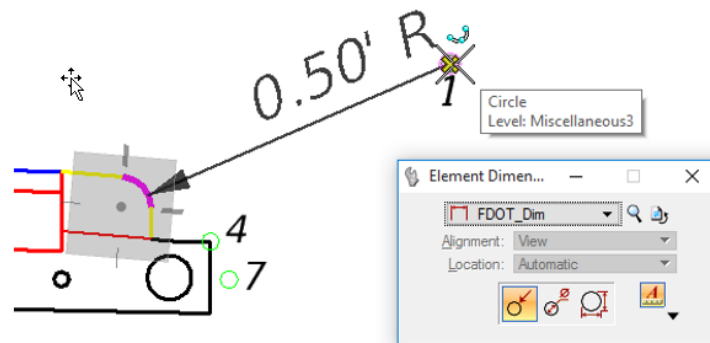 0.50' R
1
Circle
Level: Miscellaneous3
Element Dimen...
FDOT_Dim
Alignment: View
Location: Automatic
4
7
A